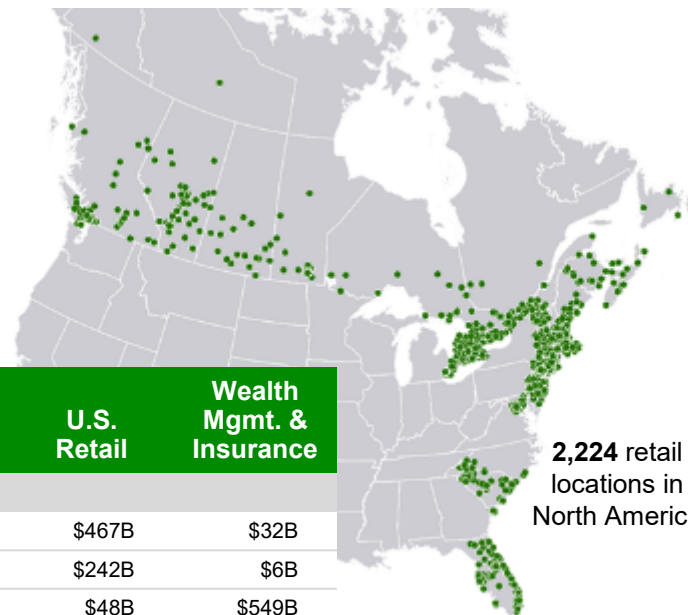 U.S.
Retail
Wealth
Mgmt. &
Insurance
$467B $32B
$242B $6B
$48B $549B
2,224 retail
locations in
North Americ